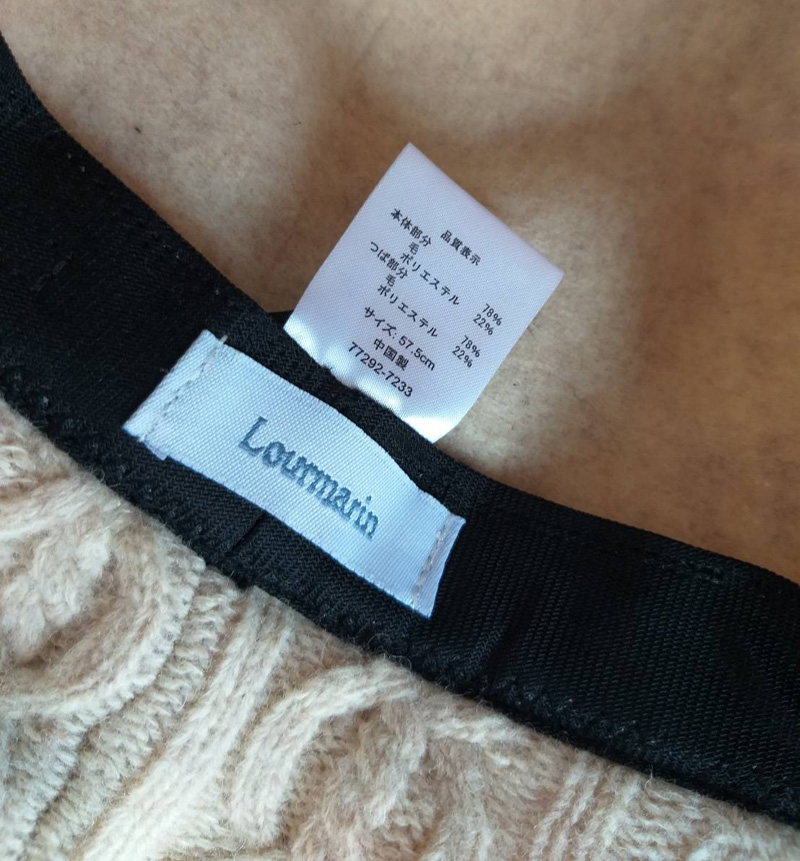 品質表示
本体部分
毛 78%
ポリエステル 22%
つば部分
毛 78%
ポリエステル 22%
サイズ: 57.5cm
中国製
77292-7233
Lourmarin